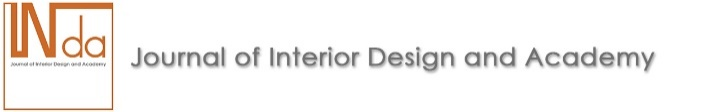 INda
Journal of Interior Design and Academy
Journal of Interior Design and Academy